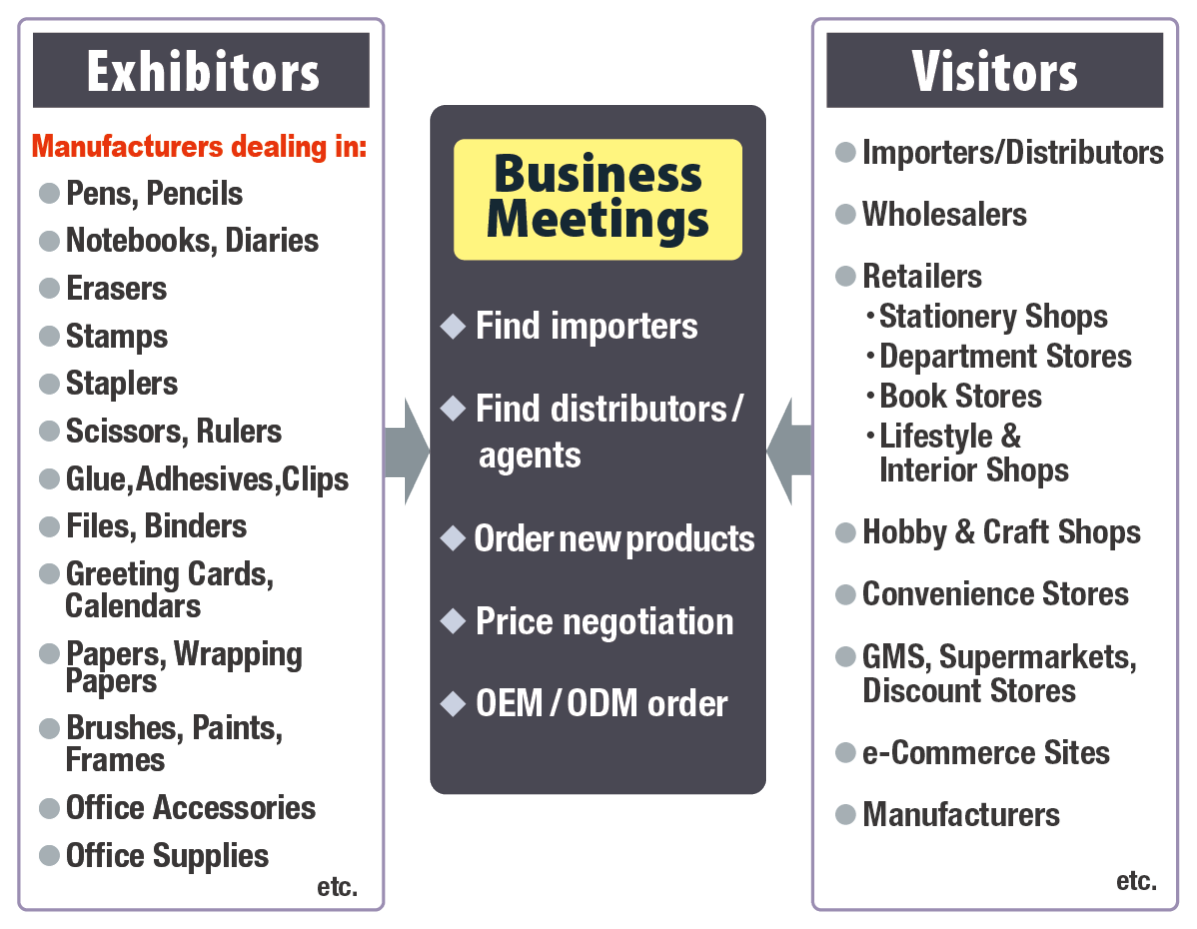 Exhibitors
Manufacturers dealing in:
Pens, Pencils
Notebooks, Diaries
Erasers
Stamps
Staplers
Scissors, Rulers
Glue,Adhesives,Clips
Files, Binders
Greeting Cards,
Calendars
Papers, Wrapping
Papers
Brushes, Paints,
Frames
Office Accessories
Office Supplies
etc.
Business
Meetings
Find importers
Find distributors/
agents
Order new products
Price negotiation
OEM/ODM order
Visitors
Importers/Distributors
Wholesalers
Retailers
・Stationery Shops
・Department Stores
・Book Stores
・Lifestyle &
Interior Shops
Hobby & Craft Shops
Convenience Stores
GMS, Supermarkets,
Discount Stores
e-Commerce Sites
Manufacturers
etc.